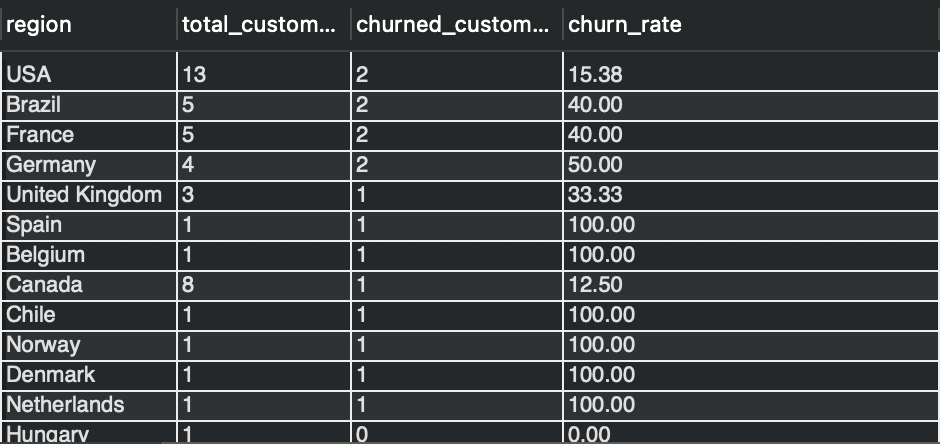 region total_custom... churned_custom... churn_rate
USA 13 2 15.38
Brazil 5 2 40.00
France 5 2 40.00
Germany 4 2 50.00
United Kingdom 3 1 33.33
Spain 1 1 100.00
Belgium 1 1 100.00
Canada 8 1 12.50
Chile 1 1 100.00
Norway 1 1 100.00
Denmark 1 1 100.00
Netherlands 1 1 100.00
Hungary 1 0 0.00